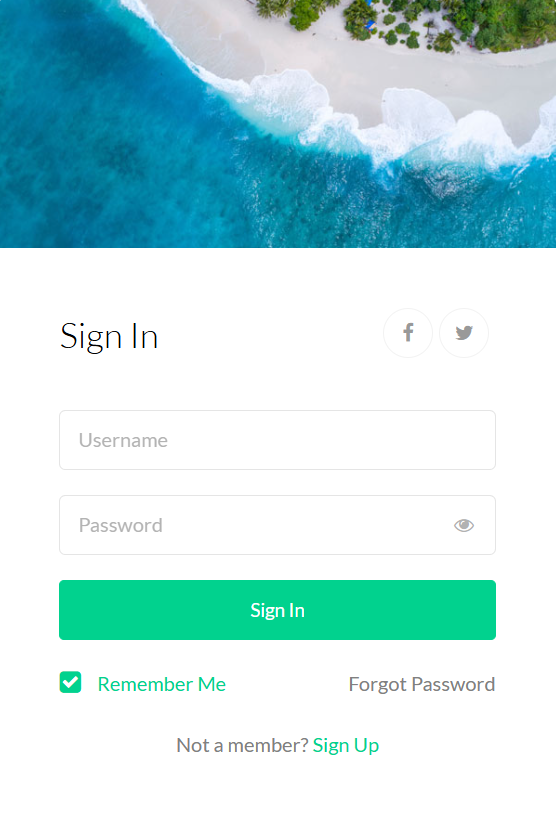 Sign In
Username
Password
Sign In
Remember Me
Forgot Password
Not a member? Sign Up